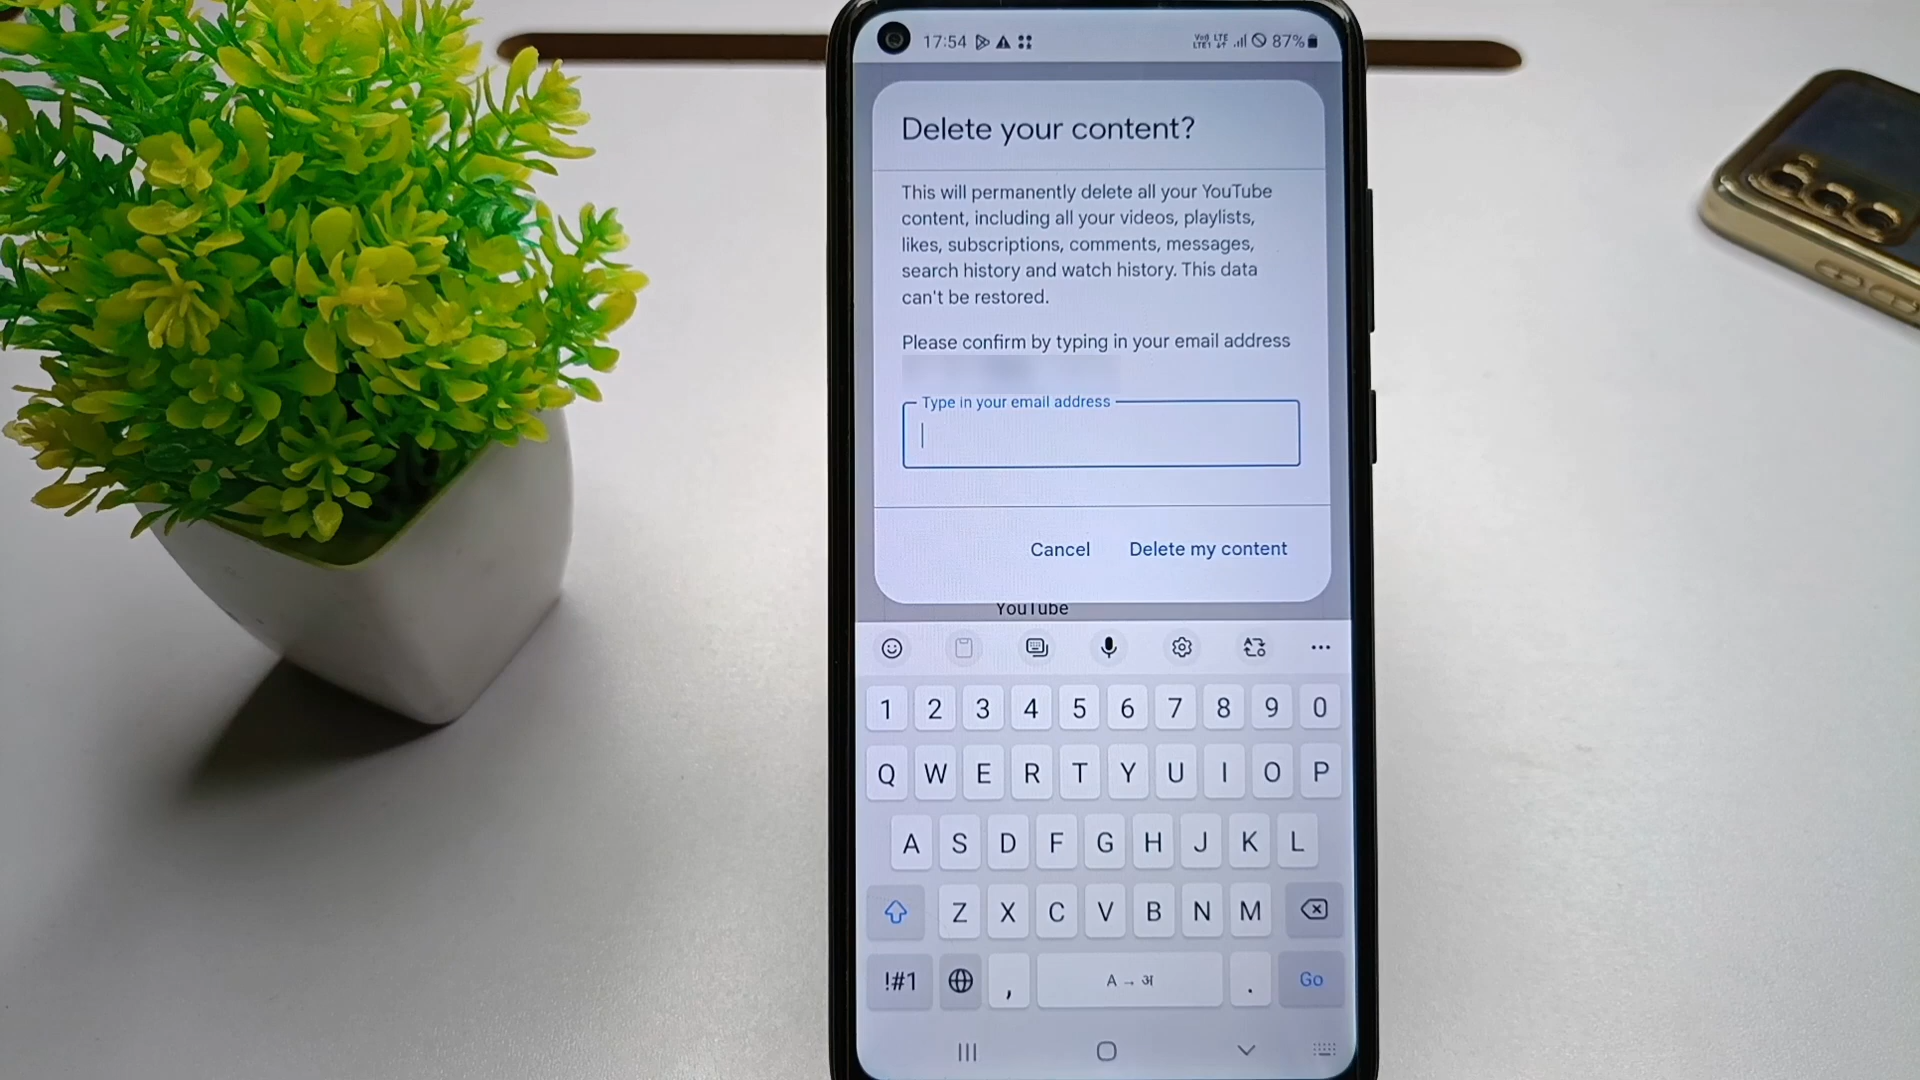 17:54
Vo)) LTE
LTE1
87%
Delete your content?
This will permanently delete all your YouTube
content, including all your videos, playlists,
likes, subscriptions, comments, messages,
search history and watch history. This data
can't be restored.
Please confirm by typing in your email address
Type in your email address
Cancel Delete my content
YouTube
1 2 3 4 5 6 7 8 9 0
Q W E R T Y U I O P
A S D F G H J K L
Z X C V B N M
!#1 , A → अ . Go